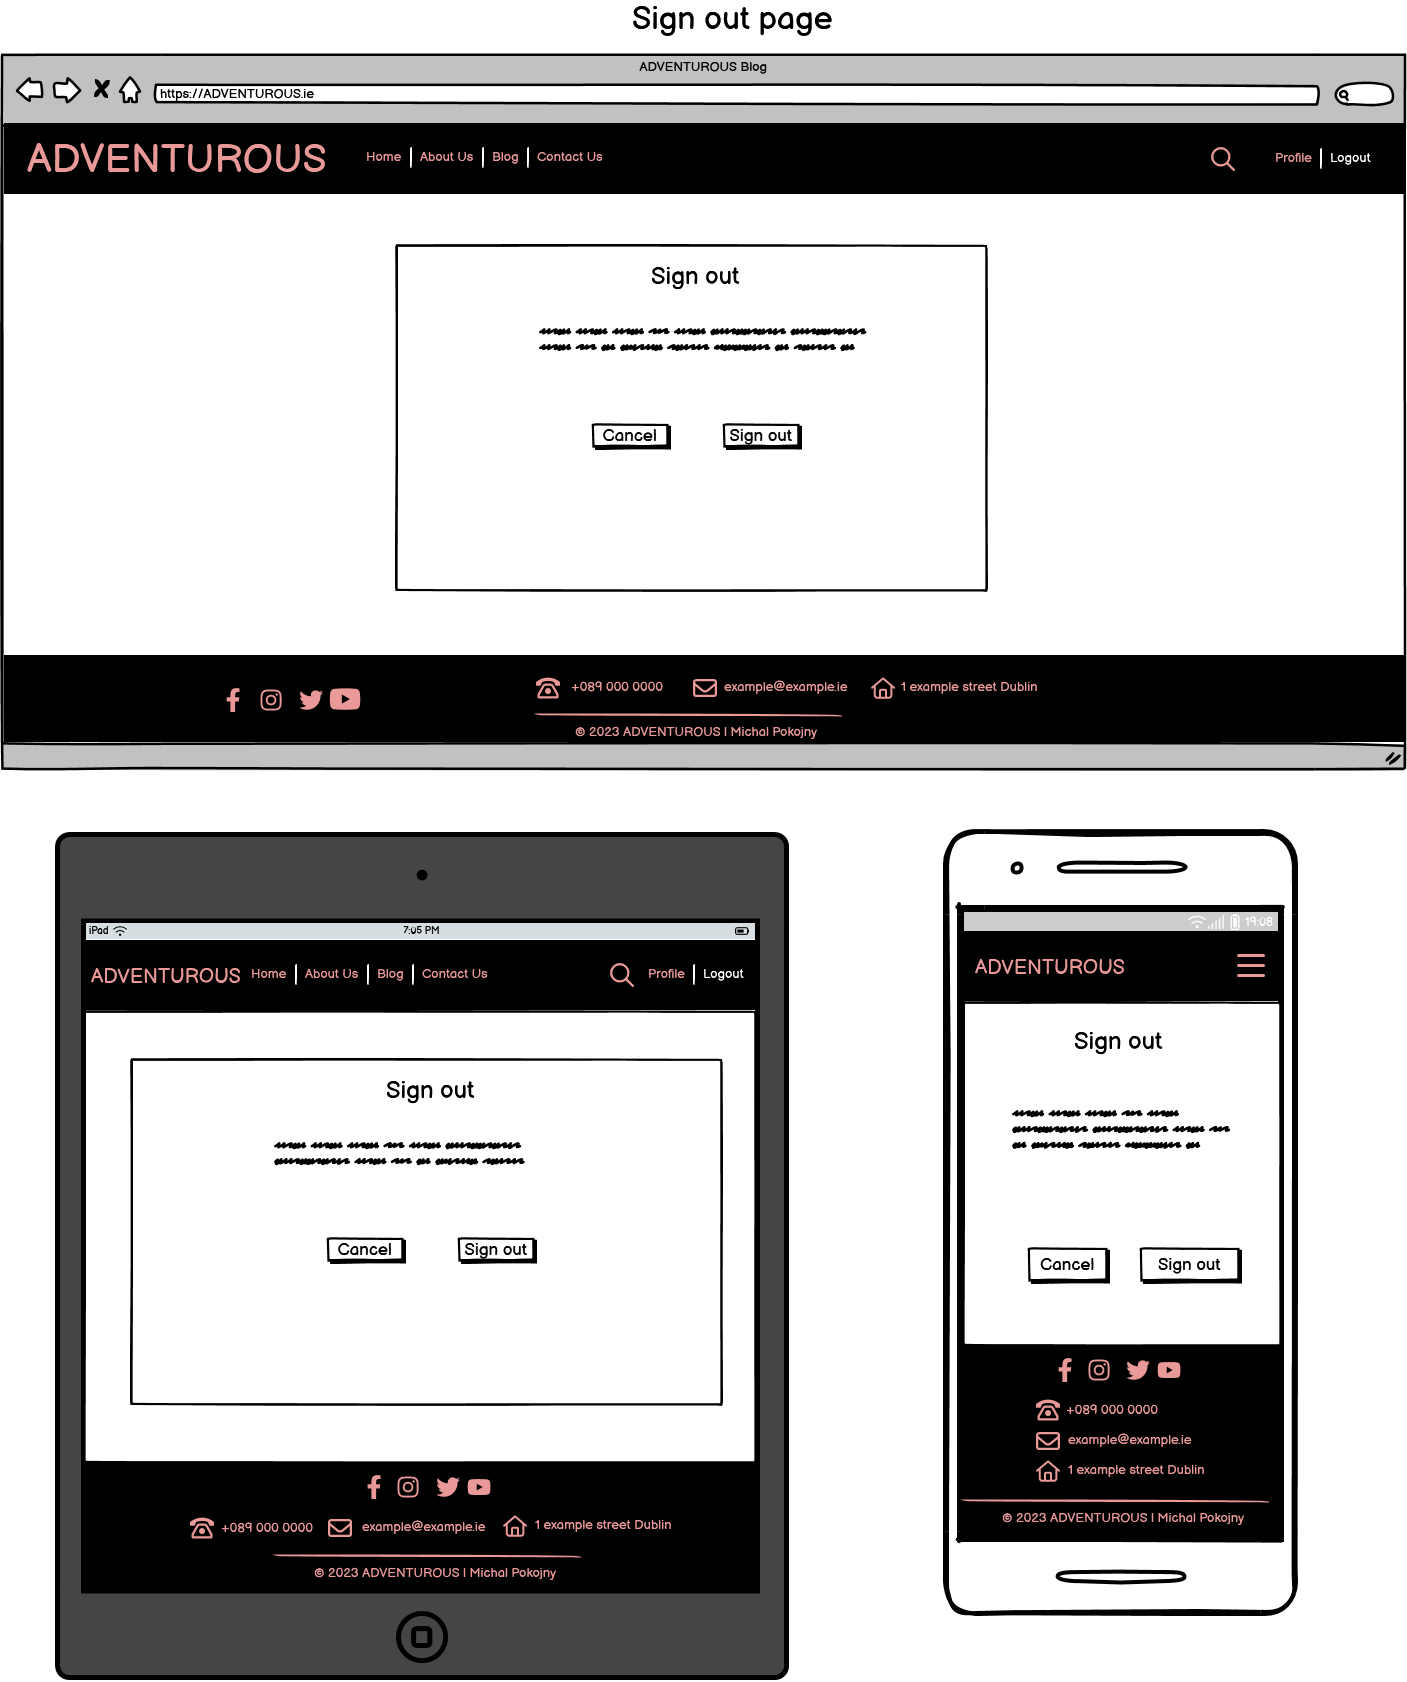 Sign out page
ADVENTUROUS Blog
https://ADVENTUROUS.ie
ADVENTUROUS Home About Us Blog Contact Us Profile Logout
Sign out
Cancel Sign out
+089 000 0000 example@example.ie 1 example street Dublin
© 2023 ADVENTUROUS | Michal Pokojny
iPad 7:05 PM
ADVENTUROUS Home About Us Blog Contact Us Profile Logout
Sign out
Cancel Sign out
+089 000 0000 example@example.ie 1 example street Dublin
© 2023 ADVENTUROUS | Michal Pokojny
19:08
ADVENTUROUS
Sign out
Cancel Sign out
+089 000 0000
example@example.ie
1 example street Dublin
© 2023 ADVENTUROUS | Michal Pokojny